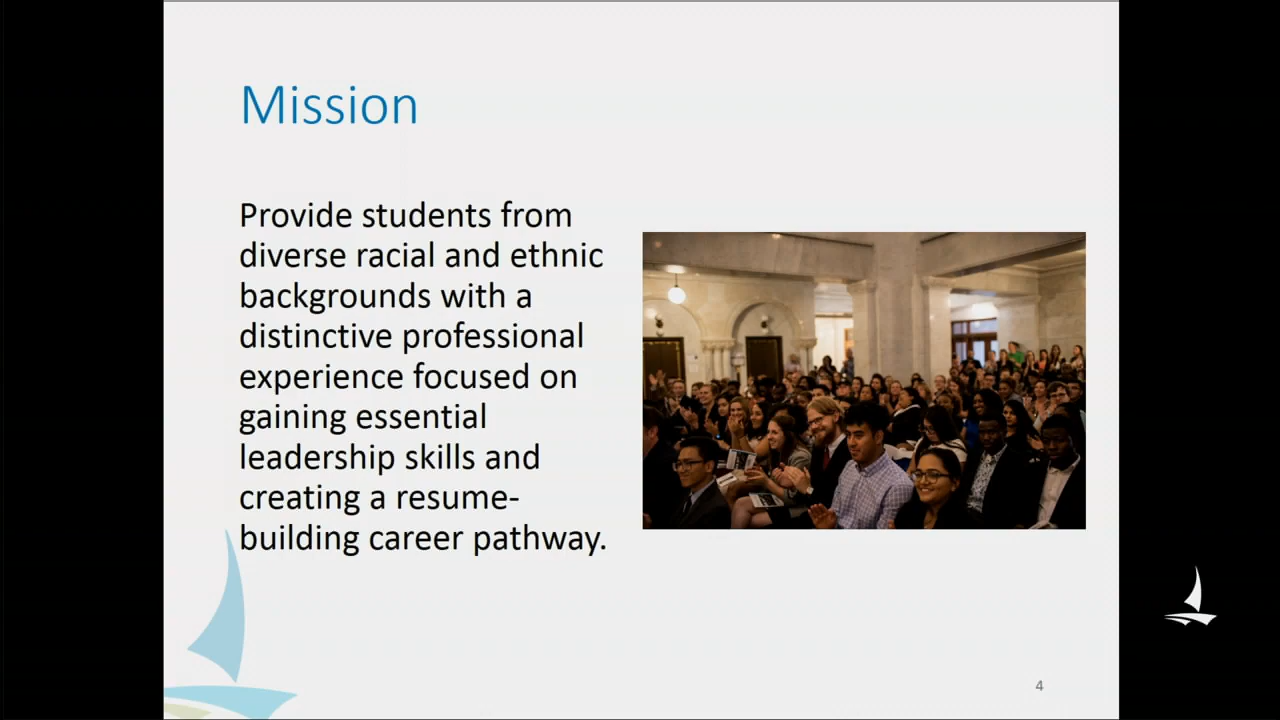 Mission
Provide students from
diverse racial and ethnic
backgrounds with a
distinctive professional
experience focused on
gaining essential
leadership skills and
creating a resume-
building career pathway.
4